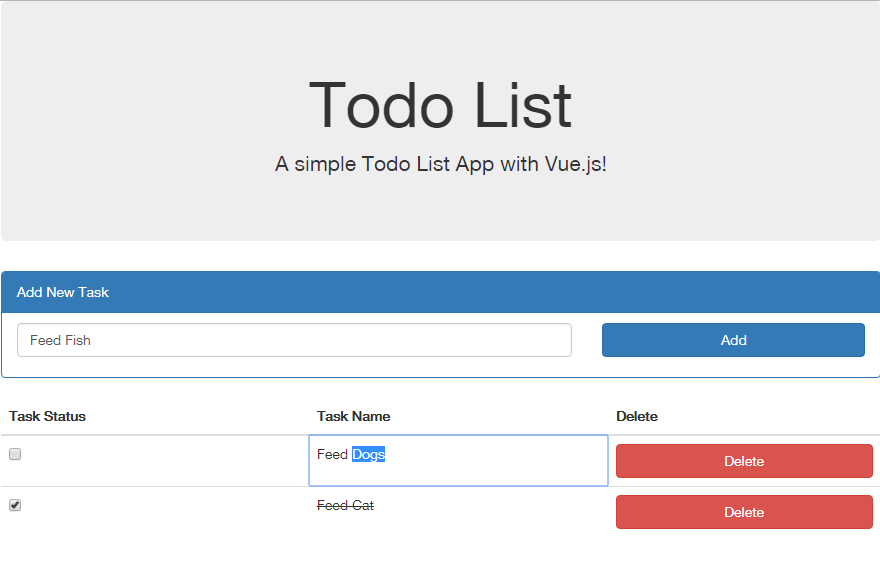 Todo List
A simple Todo List App with Vue.js!
Add New Task
Feed Fish
Add
Task Status
Task Name
Delete
Feed Dogs
Delete
Feed Cat
Delete